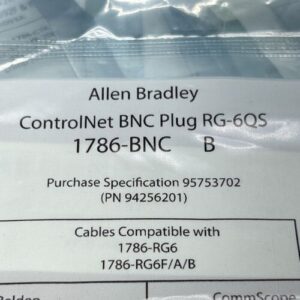 Allen Bradley
ControlNet BNC Plug RG-6QS
1786-BNC B
Purchase Specification 95753702
(PN 94256201)
Cables Compatible with
1786-RG6
1786-RG6F/A/B
Belden
CommScope